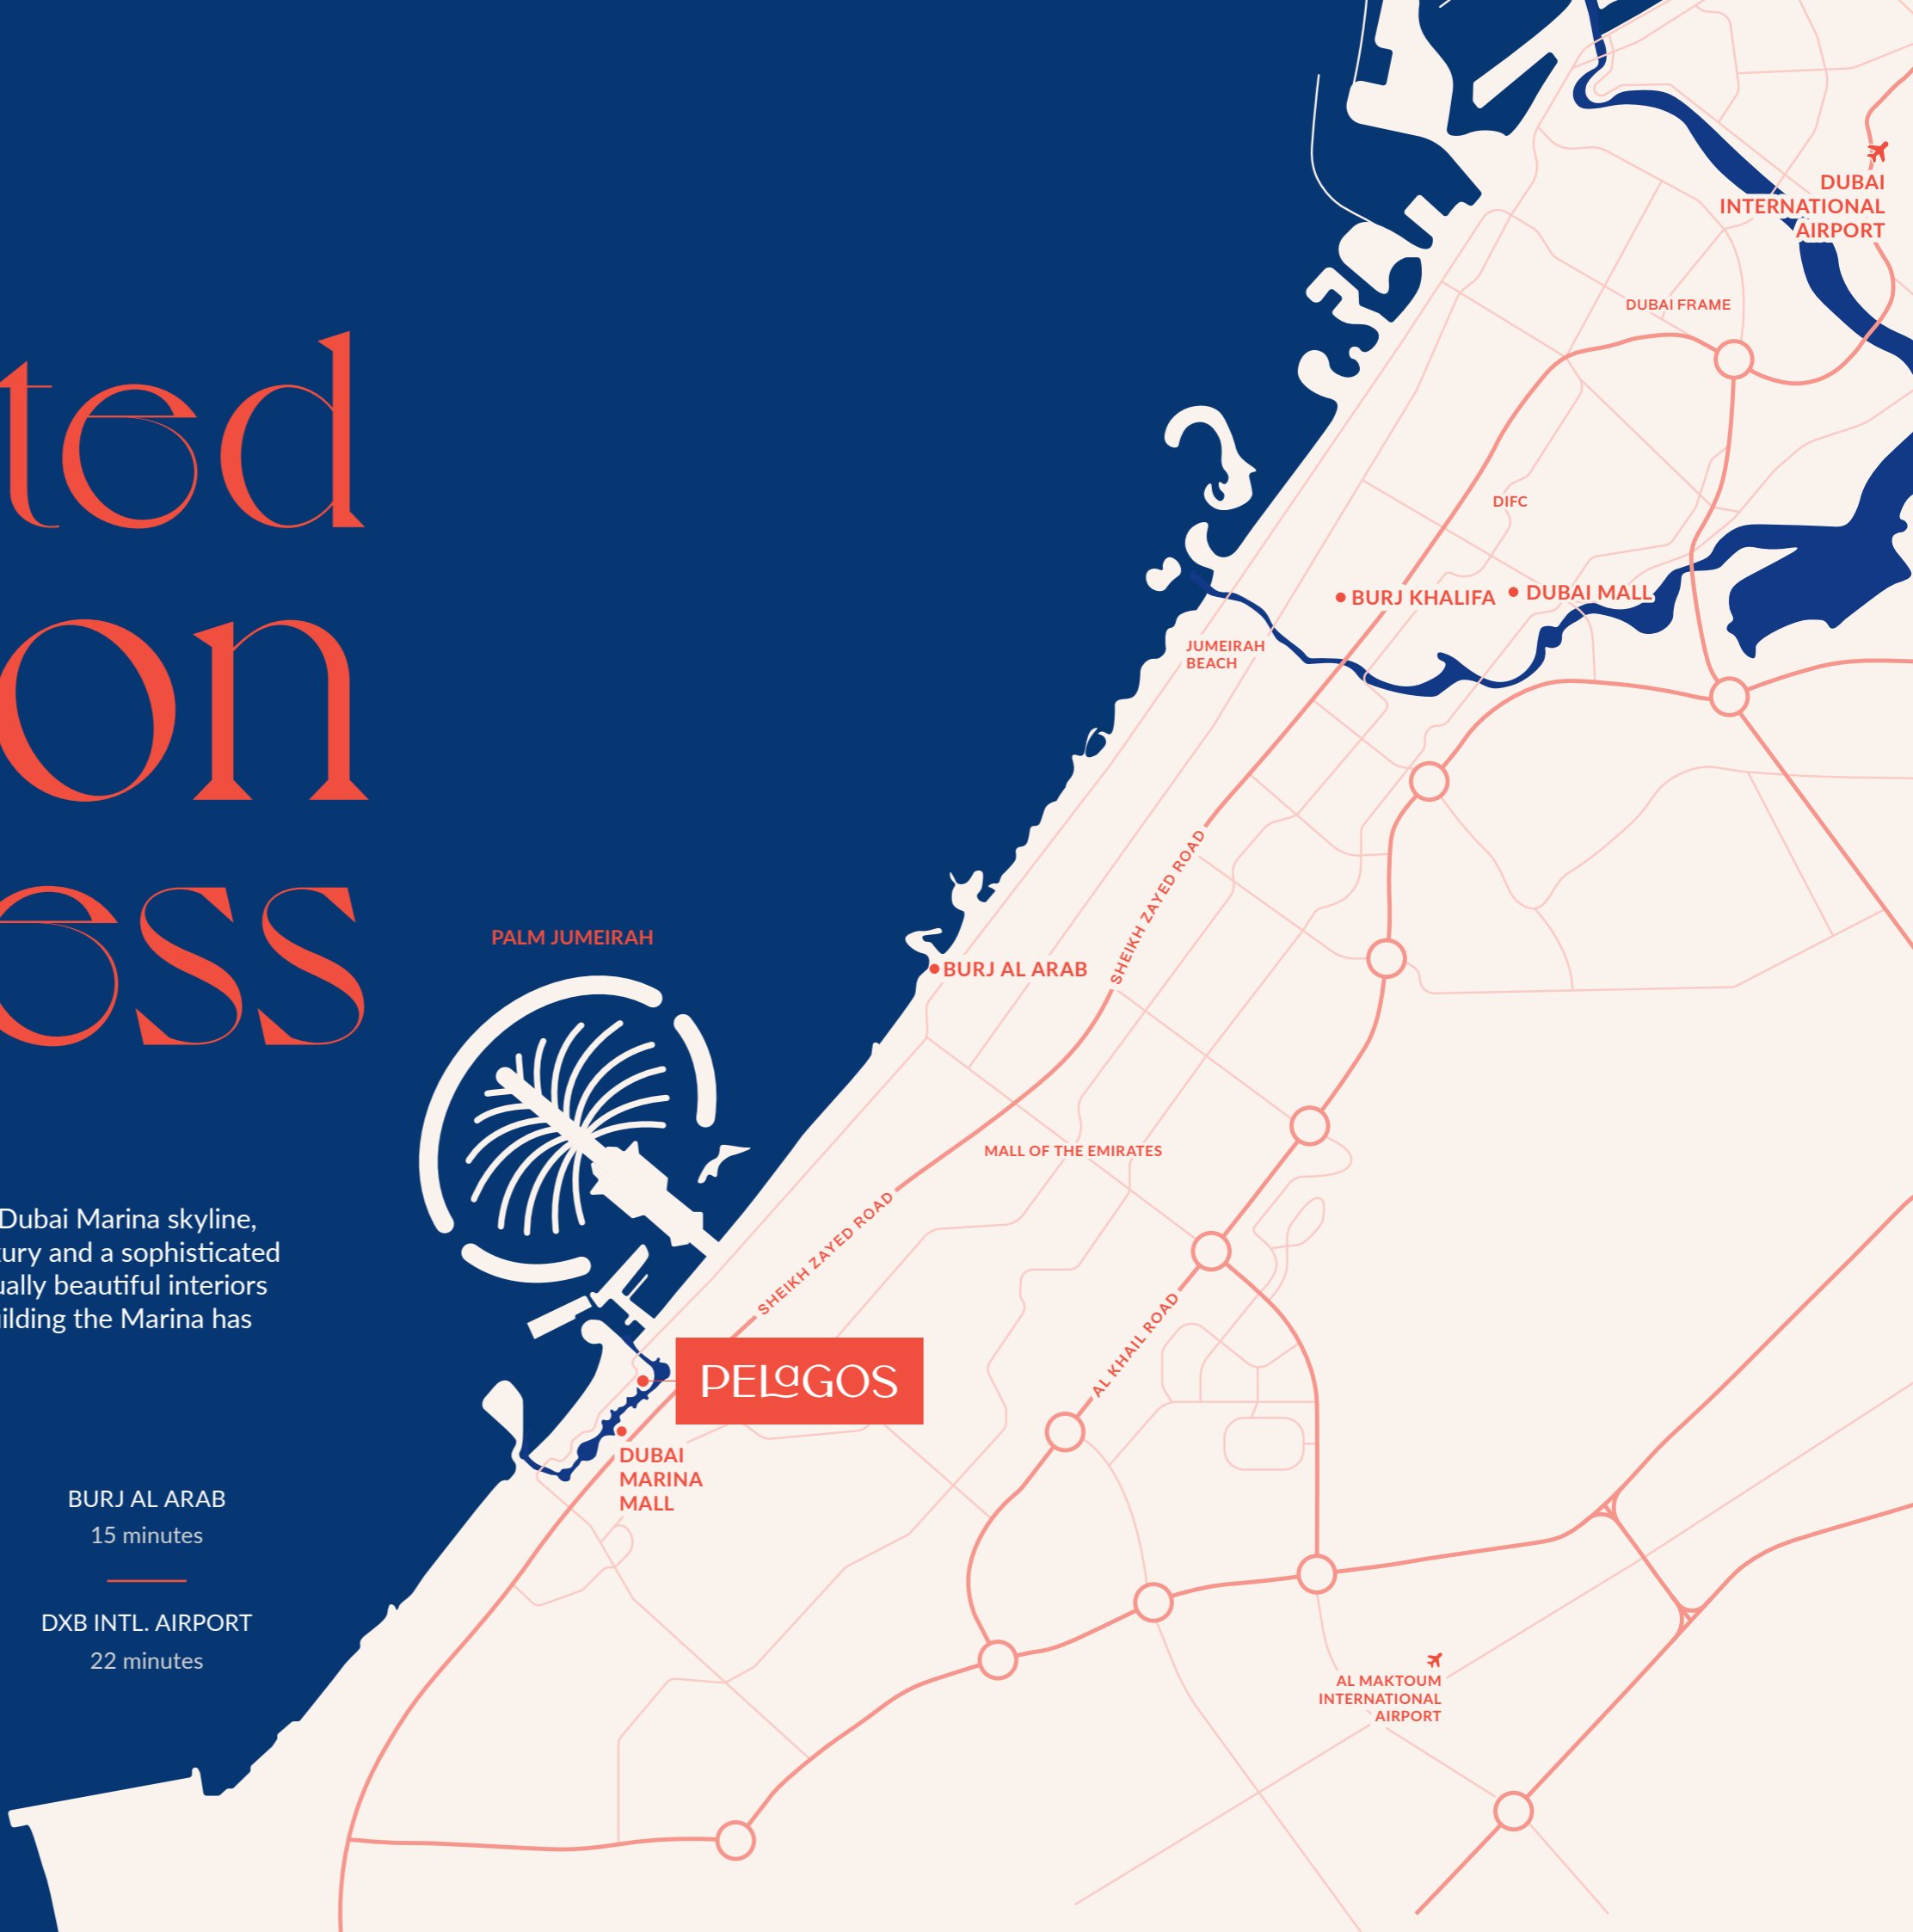 ted
on
ess
Dubai Marina skyline,
ury and a sophisticated
ually beautiful interiors
ilding the Marina has
BURJ AL ARAB
15 minutes
DXB INTL. AIRPORT
22 minutes
DUBAI
INTERNATIONAL
AIRPORT
DUBAI FRAME
DIFC
BURJ KHALIFA
DUBAI MALL
JUMEIRAH
BEACH
SHEIKH ZAYED ROAD
PALM JUMEIRAH
BURJ AL ARAB
MALL OF THE EMIRATES
SHEIKH ZAYED ROAD
AL KHAIL ROAD
PELaGOS
DUBAI
MARINA
MALL
AL MAKTOUM
INTERNATIONAL
AIRPORT